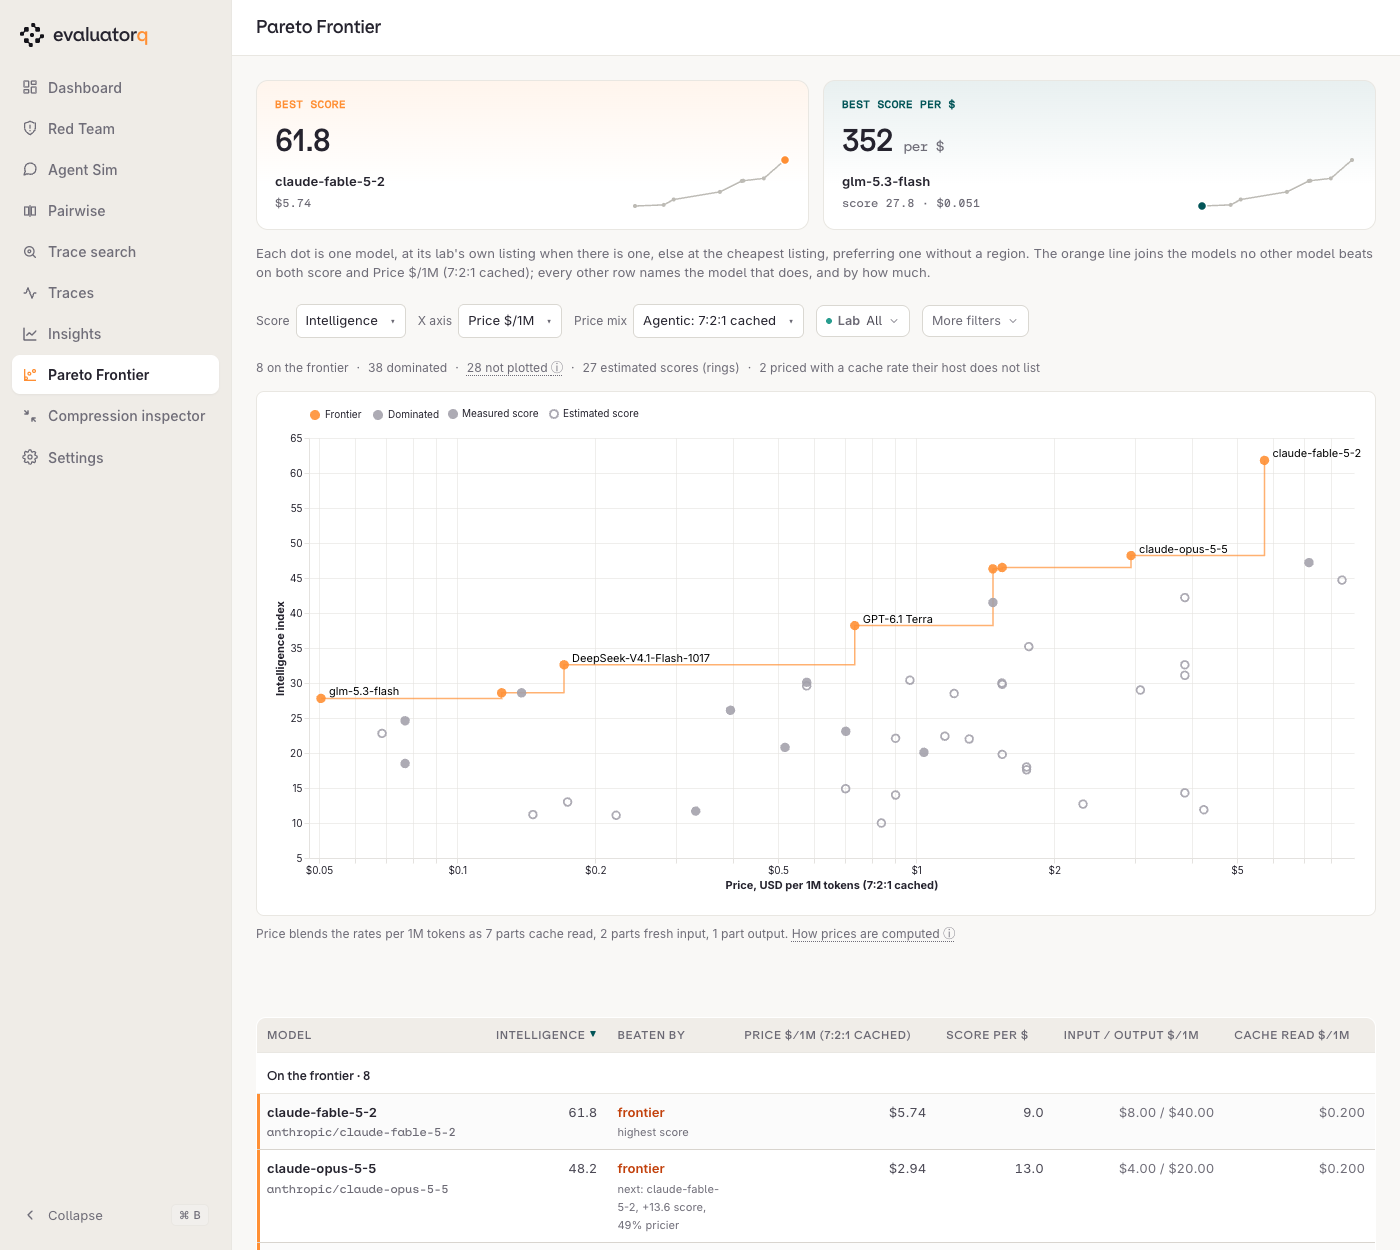 evaluatorq
Dashboard
Red Team
Agent Sim
Pairwise
Trace search
Traces
Insights
Pareto Frontier
Compression inspector
Settings
Collapse
⌘ B
Pareto Frontier
BEST SCORE
61.8
claude-fable-5-2
$5.74
BEST SCORE PER $
352 per $
glm-5.3-flash
score 27.8 · $0.051
Each dot is one model, at its lab's own listing when there is one, else at the cheapest listing, preferring one without a region. The orange line joins the models no other model beats
on both score and Price $/1M (7:2:1 cached); every other row names the model that does, and by how much.
Score Intelligence X axis Price $/1M Price mix Agentic: 7:2:1 cached Lab All More filters
8 on the frontier · 38 dominated · 28 not plotted ⓘ · 27 estimated scores (rings) · 2 priced with a cache rate their host does not list
Frontier Dominated Measured score Estimated score
65
60
55
50
45
40
35
30
25
20
15
10
5
Intelligence index
claude-fable-5-2
claude-opus-5-5
GPT-6.1 Terra
DeepSeek-V4.1-Flash-1017
glm-5.3-flash
$0.05 $0.1 $0.2 $0.5 $1 $2 $5
Price, USD per 1M tokens (7:2:1 cached)
Price blends the rates per 1M tokens as 7 parts cache read, 2 parts fresh input, 1 part output. How prices are computed ⓘ
MODEL INTELLIGENCE ▼ BEATEN BY PRICE $/1M (7:2:1 CACHED) SCORE PER $ INPUT / OUTPUT $/1M CACHE READ $/1M
On the frontier · 8
claude-fable-5-2 61.8 frontier $5.74 9.0 $8.00 / $40.00 $0.200
anthropic/claude-fable-5-2 highest score
claude-opus-5-5 48.2 frontier $2.94 13.0 $4.00 / $20.00 $0.200
anthropic/claude-opus-5-5 next: claude-fable-
5-2, +13.6 score,
49% pricier